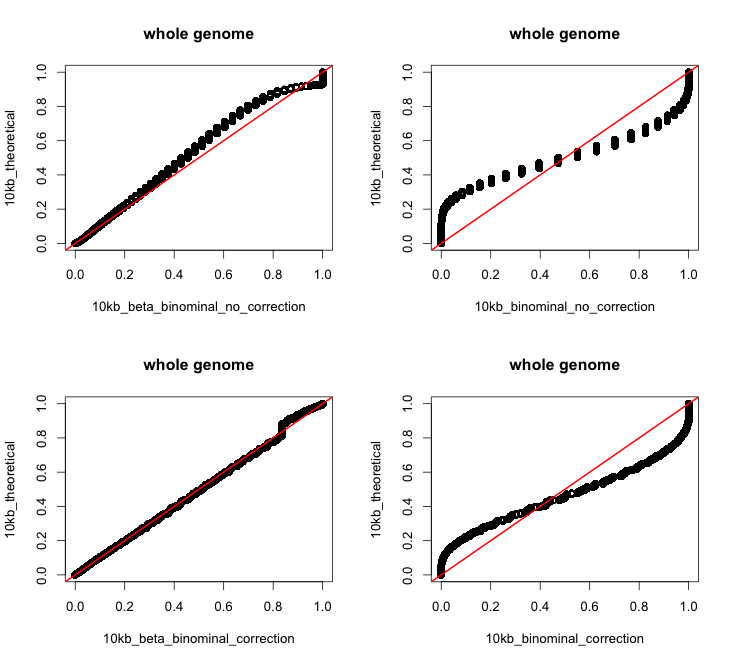 whole genome
10kb_theoretical
1.0
0.8
0.6
0.4
0.2
0.0
0.0 0.2 0.4 0.6 0.8 1.0
10kb_beta_binominal_no_correction
whole genome
10kb_theoretical
1.0
0.8
0.6
0.4
0.2
0.0
0.0 0.2 0.4 0.6 0.8 1.0
10kb_binominal_no_correction
whole genome
10kb_theoretical
1.0
0.8
0.6
0.4
0.2
0.0
0.0 0.2 0.4 0.6 0.8 1.0
10kb_beta_binominal_correction
whole genome
10kb_theoretical
1.0
0.8
0.6
0.4
0.2
0.0
0.0 0.2 0.4 0.6 0.8 1.0
10kb_binominal_correction